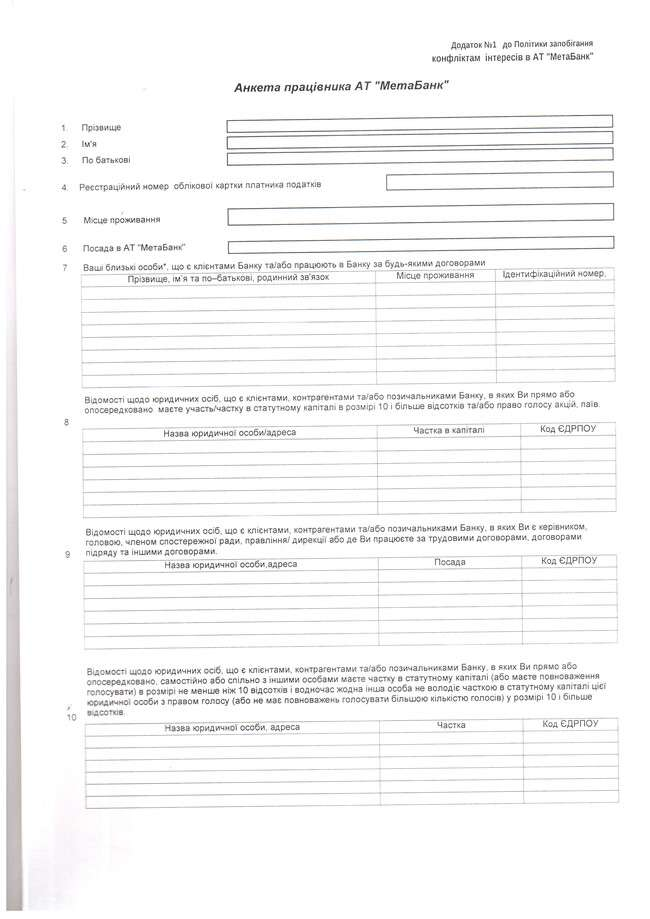 Додаток №1 до Політики запобігання
конфліктам інтересів в АТ "МетаБанк"
Анкета працівника АТ "МетаБанк"
1. Прізвище
2. Ім'я
3. По батькові
4. Реєстраційний номер облікової картки платника податків
5 Місце проживання
6 Посада в АТ "МетаБанк"
7 Ваші близькі особи*, що є клієнтами Банку та/або працюють в Банку за будь-якими договорами
Прізвище, ім'я та по–батькові, родинний зв'язок Місце проживання Ідентифікаційний номер,
Відомості щодо юридичних осіб, що є клієнтами, контрагентами та/або позичальниками Банку, в яких Ви прямо або
опосередковано маєте участь/частку в статутному капіталі в розмірі 10 і більше відсотків та/або право голосу акцій, паїв.
8
Назва юридичної особи/адреса Частка в капіталі Код ЄДРПОУ
Відомості щодо юридичних осіб, що є клієнтами, контрагентами та/або позичальниками Банку, в яких Ви є керівником,
головою, членом спостережної ради, правління/ дирекції або де Ви працюєте за трудовими договорами, договорами
9 підряду та іншими договорами.
Назва юридичної особи,адреса Посада Код ЄДРПОУ
Відомості щодо юридичних осіб, що є клієнтами, контрагентами та/або позичальниками Банку, в яких Ви прямо або
опосередковано, самостійно або спільно з іншими особами маєте частку в статутному капіталі (або маєте повноваження
голосувати) в розмірі не менше ніж 10 відсотків і водночас жодна інша особа не володіє часткою в статутному капіталі цієї
юридичної особи з правом голосу (або не має повноважень голосувати більшою кількістю голосів) у розмірі 10 і більше
10 відсотків.
Назва юридичної особи, адреса Частка Код ЄДРПОУ